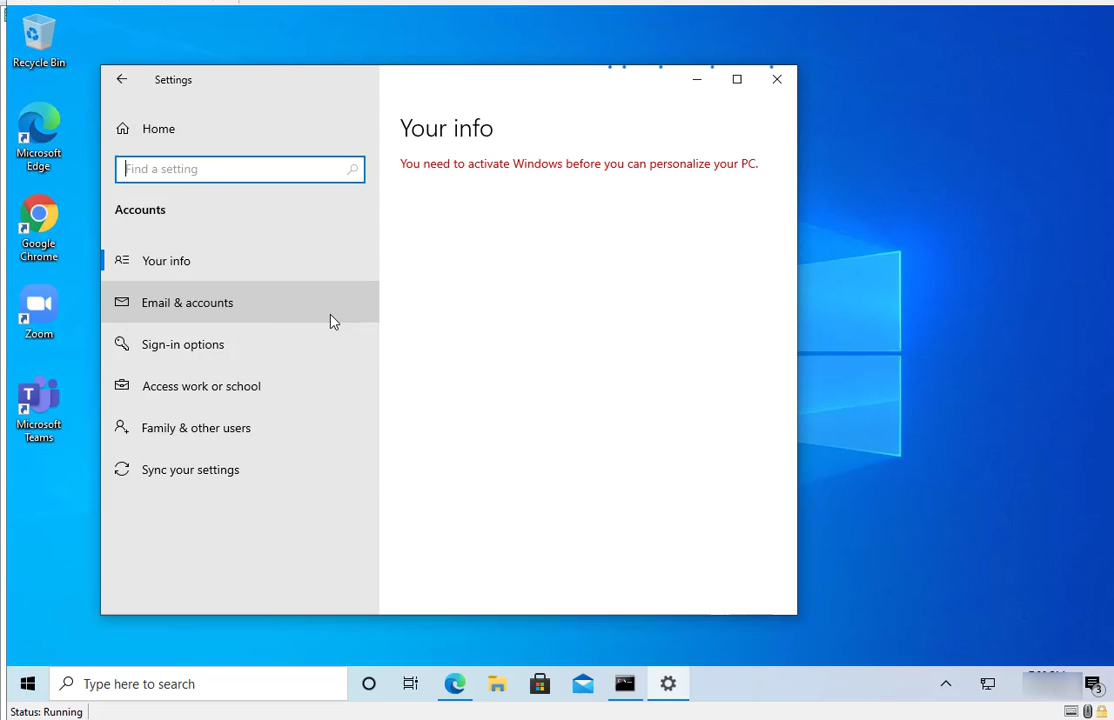 Recycle Bin
Microsoft
Edge
Google
Chrome
Zoom
Microsoft
Teams
Settings
Home
Find a setting
Accounts
Your info
Email & accounts
Sign-in options
Access work or school
Family & other users
Sync your settings
Your info
You need to activate Windows before you can personalize your PC.
Type here to search
3
Status: Running